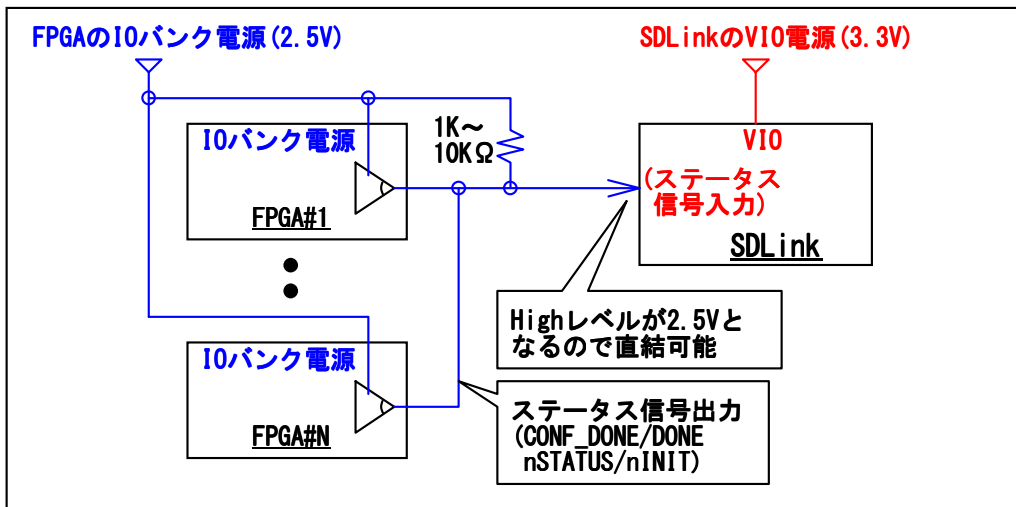 FPGAのIOバンク電源(2.5V)
SDLinkのVIO電源(3.3V)
IOバンク電源
FPGA#1
1K～
10KΩ
VIO
(ステータス
信号入力)
SDLink
Highレベルが2.5Vと
なるので直結可能
IOバンク電源
FPGA#N
ステータス信号出力
(CONF_DONE/DONE
nSTATUS/nINIT)